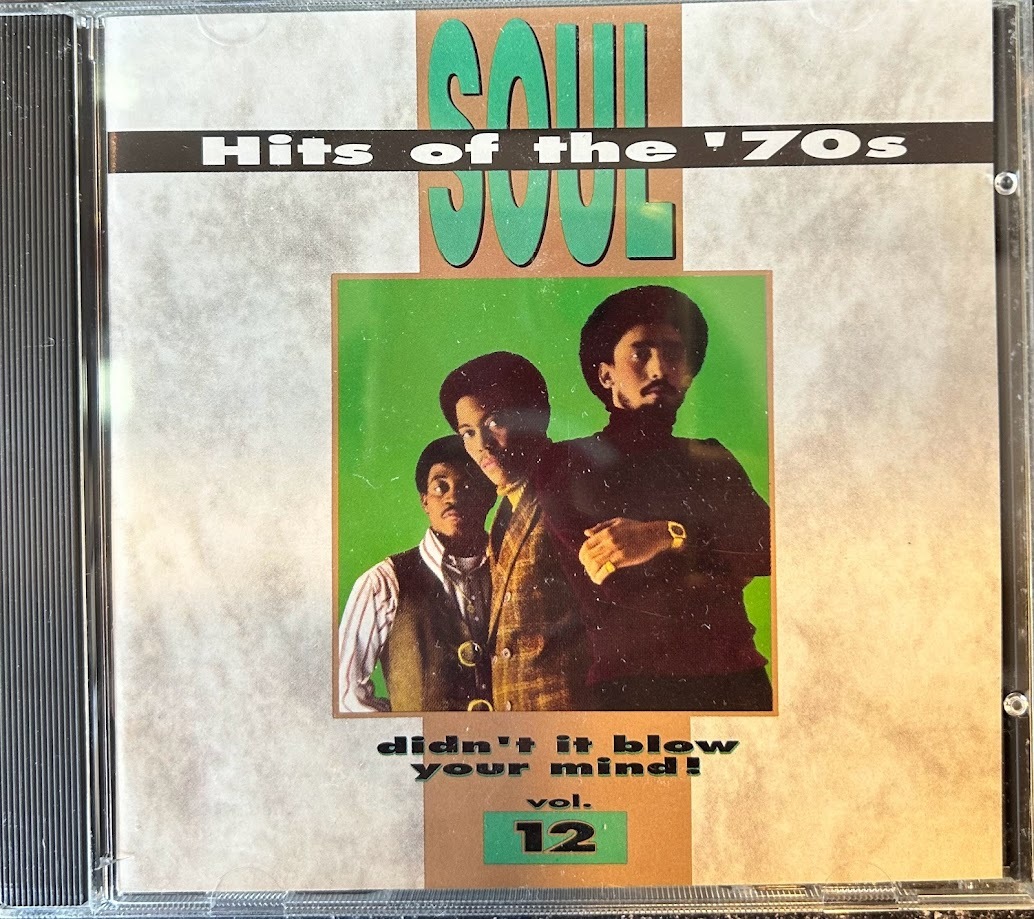 SOUL
Hits of the '70s
didn't it blow
your mind!
vol.
12